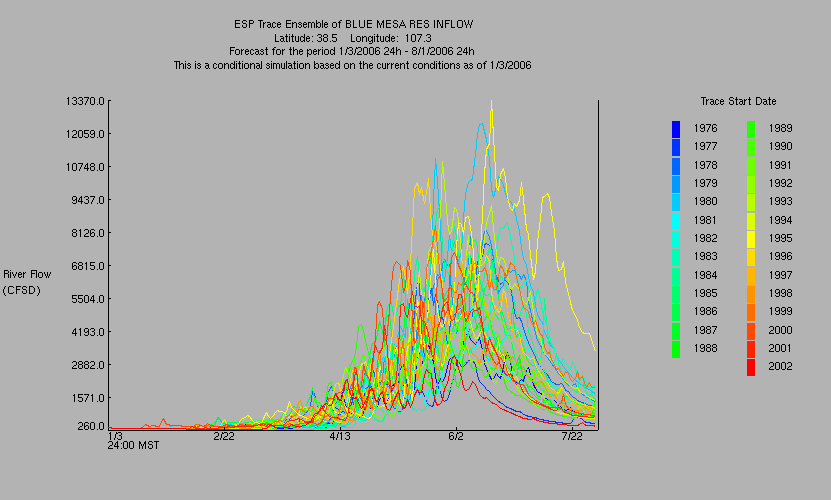 ESP Trace Ensemble of BLUE MESA RES INFLOW
Latitude: 38.5 Longitude: 107.3
Forecast for the period 1/3/2006 24h - 8/1/2006 24h
This is a conditional simulation based on the current conditions as of 1/3/2006
13370.0
12059.0
10748.0
9437.0
8126.0
6815.0
5504.0
4193.0
2882.0
1571.0
260.0
River Flow
(CFSD)
1/3 2/22 4/13 6/2 7/22
24:00 MST
Trace Start Date
1976 1989
1977 1990
1978 1991
1979 1992
1980 1993
1981 1994
1982 1995
1983 1996
1984 1997
1985 1998
1986 1999
1987 2000
1988 2001
2002